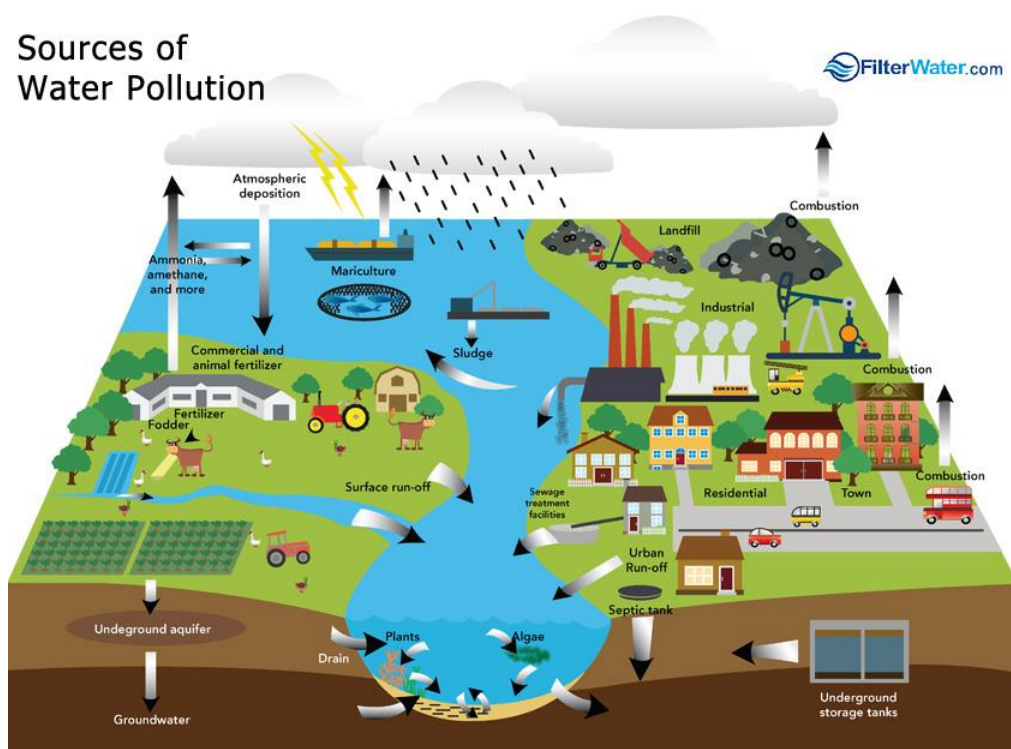 Sources of
Water Pollution
FilterWater.com
Atmospheric
deposition
Combustion
Landfill
Ammonia,
amethane,
and more
Mariculture
Industrial
Sludge
Commercial and
animal fertilizer
Combustion
Fertilizer
Fodder
Surface run-off
Sewage
treatment
facilities
Residential
Town
Combustion
Urban
Run-off
Septic tank
Undeground aquifer
Plants
Algae
Drain
Groundwater
Underground
storage tanks